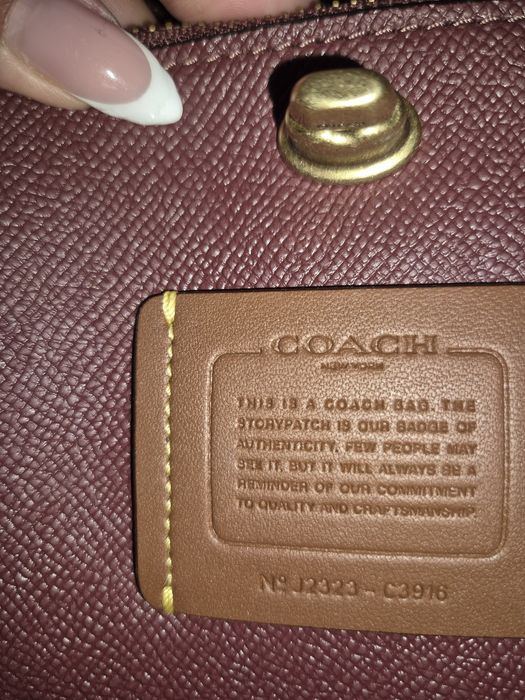 COACH
NEW YORK
THIS IS A COACH BAG. THE
STORYPATCH IS OUR BADGE OF
AUTHENTICITY. FEW PEOPLE MAY
SEE IT, BUT IT WILL ALWAYS BE A
REMINDER OF OUR COMMITMENT
TO QUALITY AND CRAFTSMANSHIP.
Nº J2323 - C3916